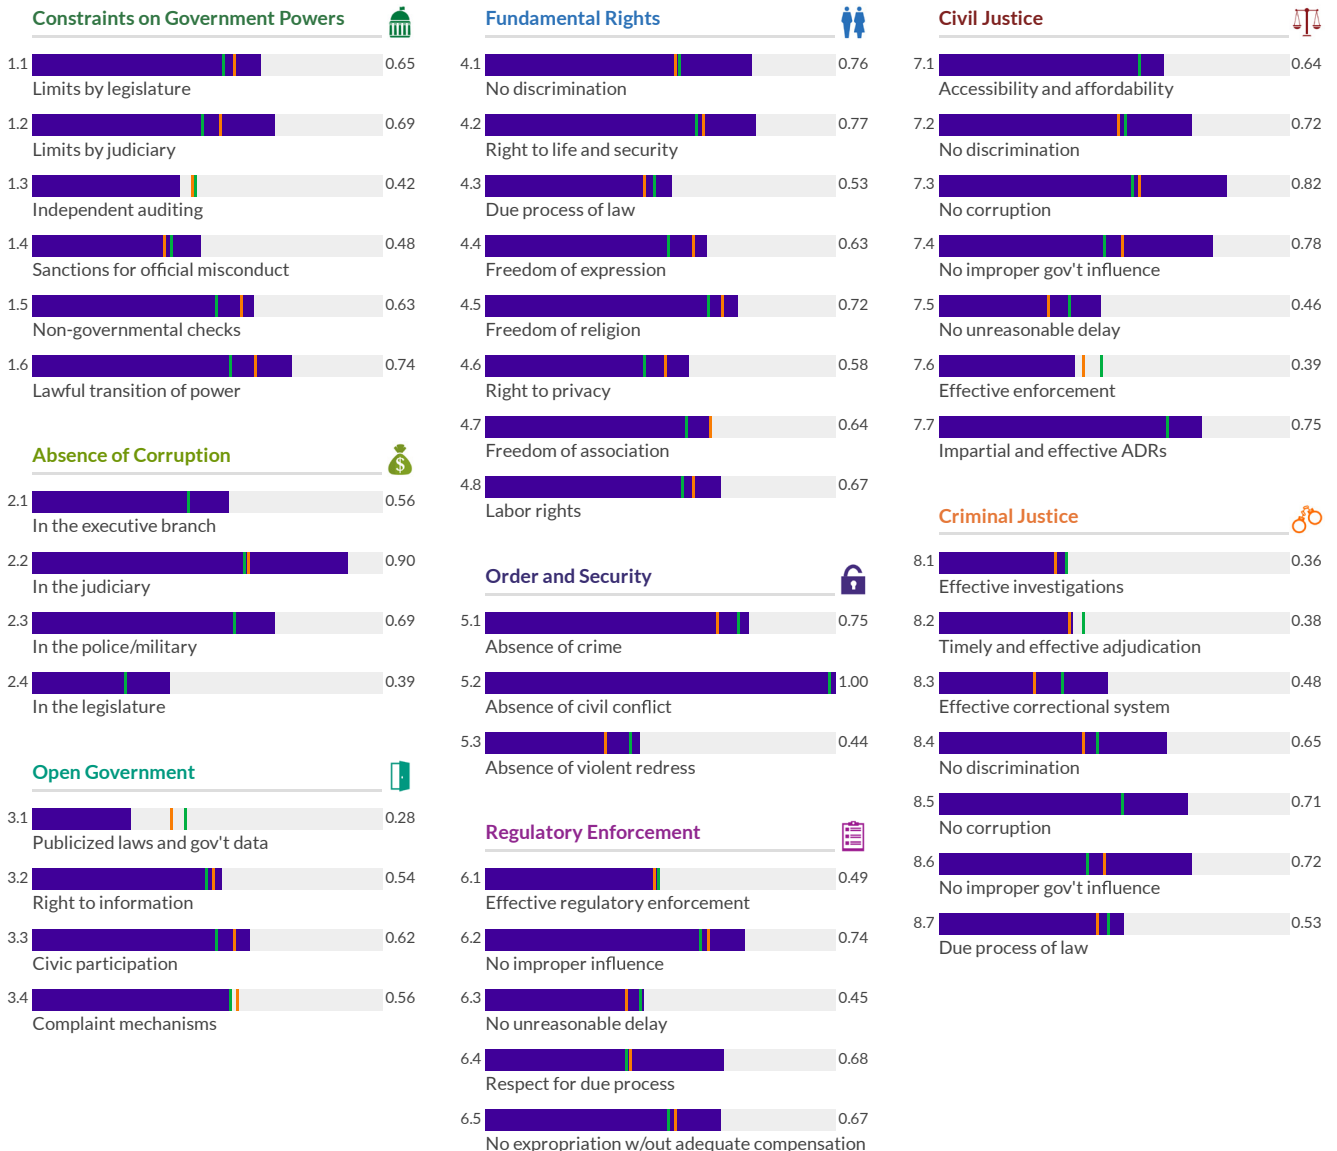 Constraints on Government Powers
1.1 0.65
Limits by legislature
1.2 0.69
Limits by judiciary
1.3 0.42
Independent auditing
1.4 0.48
Sanctions for official misconduct
1.5 0.63
Non-governmental checks
1.6 0.74
Lawful transition of power
Absence of Corruption
$
2.1 0.56
In the executive branch
2.2 0.90
In the judiciary
2.3 0.69
In the police/military
2.4 0.39
In the legislature
Open Government
3.1 0.28
Publicized laws and gov't data
3.2 0.54
Right to information
3.3 0.62
Civic participation
3.4 0.56
Complaint mechanisms
Fundamental Rights
4.1 0.76
No discrimination
4.2 0.77
Right to life and security
4.3 0.53
Due process of law
4.4 0.63
Freedom of expression
4.5 0.72
Freedom of religion
4.6 0.58
Right to privacy
4.7 0.64
Freedom of association
4.8 0.67
Labor rights
Order and Security
5.1 0.75
Absence of crime
5.2 1.00
Absence of civil conflict
5.3 0.44
Absence of violent redress
Regulatory Enforcement
6.1 0.49
Effective regulatory enforcement
6.2 0.74
No improper influence
6.3 0.45
No unreasonable delay
6.4 0.68
Respect for due process
6.5 0.67
No expropriation w/out adequate compensation
Civil Justice
7.1 0.64
Accessibility and affordability
7.2 0.72
No discrimination
7.3 0.82
No corruption
7.4 0.78
No improper gov't influence
7.5 0.46
No unreasonable delay
7.6 0.39
Effective enforcement
7.7 0.75
Impartial and effective ADRs
Criminal Justice
8.1 0.36
Effective investigations
8.2 0.38
Timely and effective adjudication
8.3 0.48
Effective correctional system
8.4 0.65
No discrimination
8.5 0.71
No corruption
8.6 0.72
No improper gov't influence
8.7 0.53
Due process of law